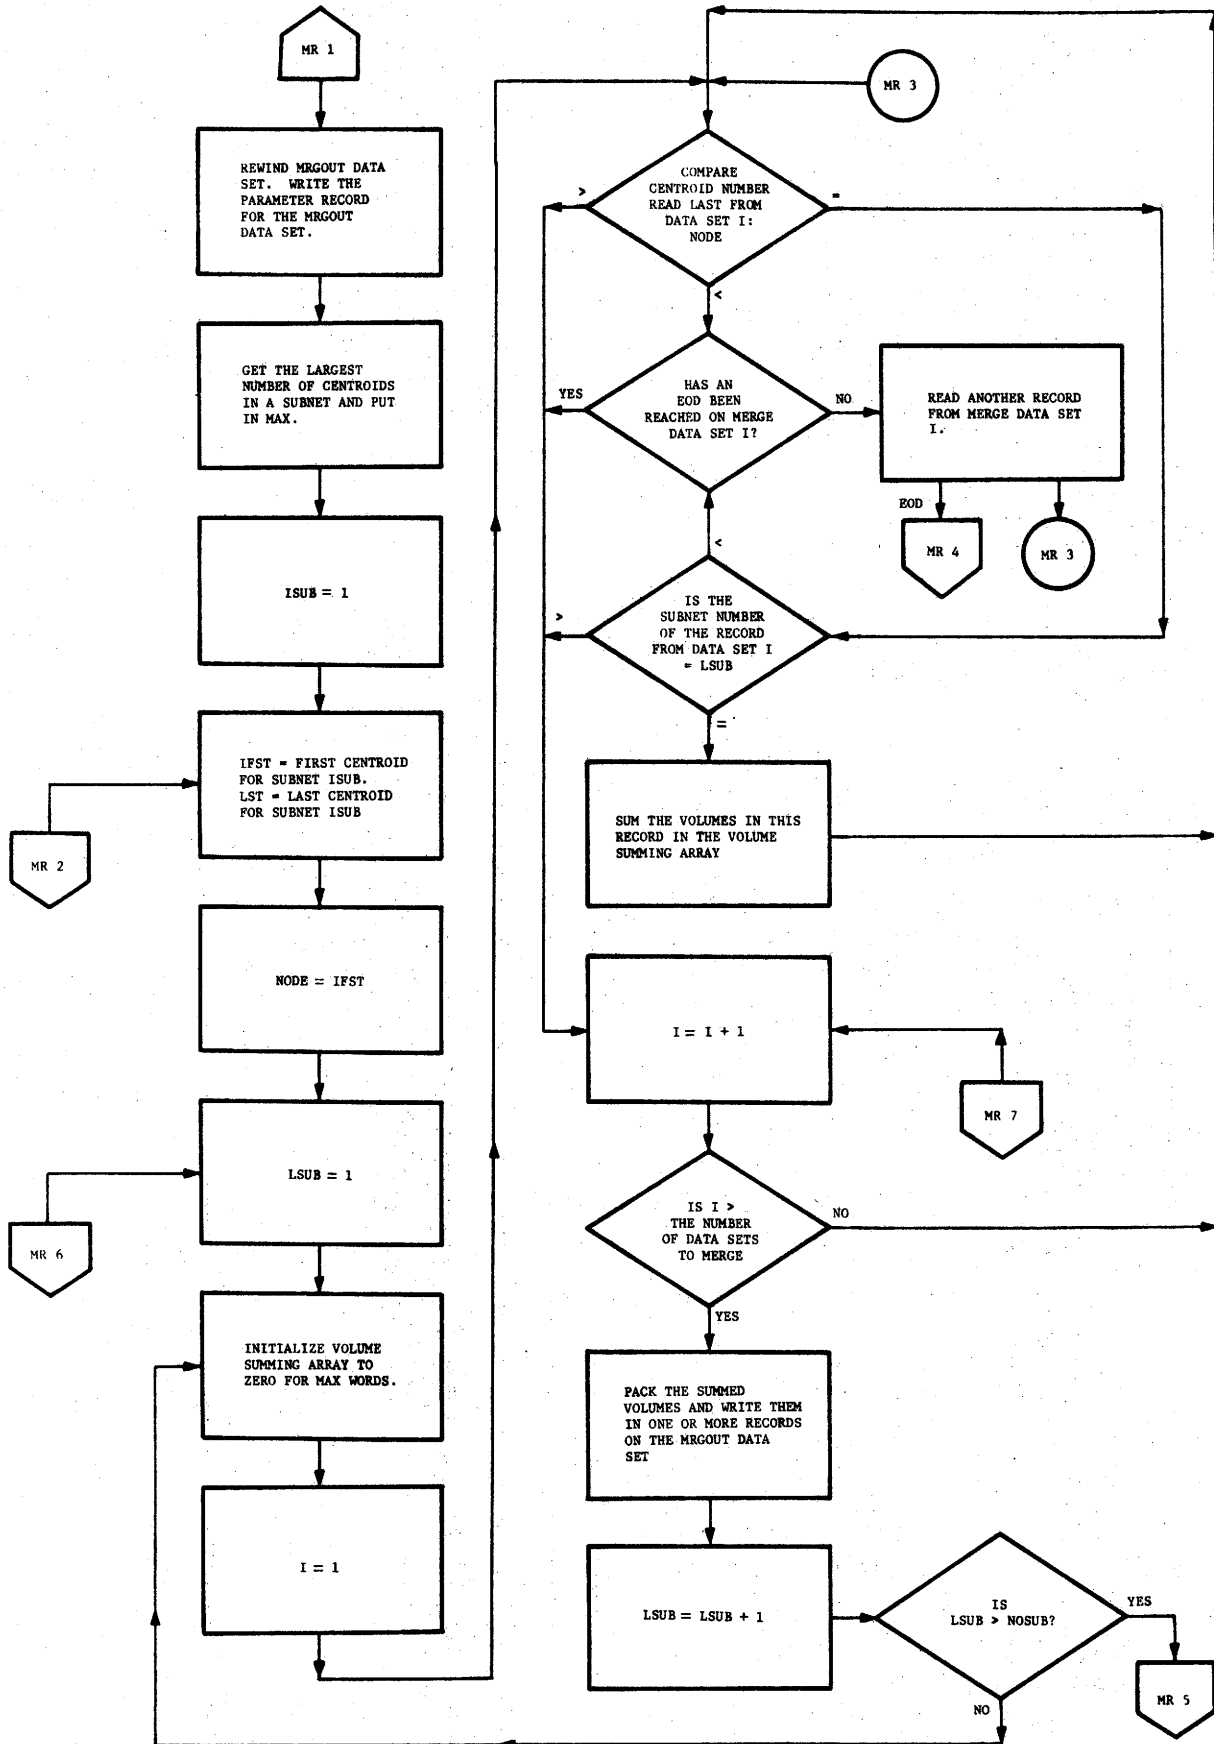 MR 1
REWIND MRGOUT DATA
SET. WRITE THE
PARAMETER RECORD
FOR THE MRGOUT
DATA SET.
GET THE LARGEST
NUMBER OF CENTROIDS
IN A SUBNET AND PUT
IN MAX.
ISUB = 1
IFST = FIRST CENTROID
FOR SUBNET ISUB.
LST = LAST CENTROID
FOR SUBNET ISUB
MR 2
NODE = IFST
LSUB = 1
MR 6
INITIALIZE VOLUME
SUMMING ARRAY TO
ZERO FOR MAX WORDS.
I = 1
MR 3
COMPARE
CENTROID NUMBER
READ LAST FROM
DATA SET I:
NODE
>
=
<
HAS AN
EOD BEEN
REACHED ON MERGE
DATA SET I?
YES
NO
READ ANOTHER RECORD
FROM MERGE DATA SET
I.
EOD
MR 4
MR 3
<
IS THE
SUBNET NUMBER
OF THE RECORD
FROM DATA SET I
= LSUB
>
=
SUM THE VOLUMES IN THIS
RECORD IN THE VOLUME
SUMMING ARRAY
I = I + 1
MR 7
IS I >
THE NUMBER
OF DATA SETS
TO MERGE
NO
YES
PACK THE SUMMED
VOLUMES AND WRITE THEM
IN ONE OR MORE RECORDS
ON THE MRGOUT DATA
SET
LSUB = LSUB + 1
IS
LSUB > NOSUB?
YES
NO
MR 5